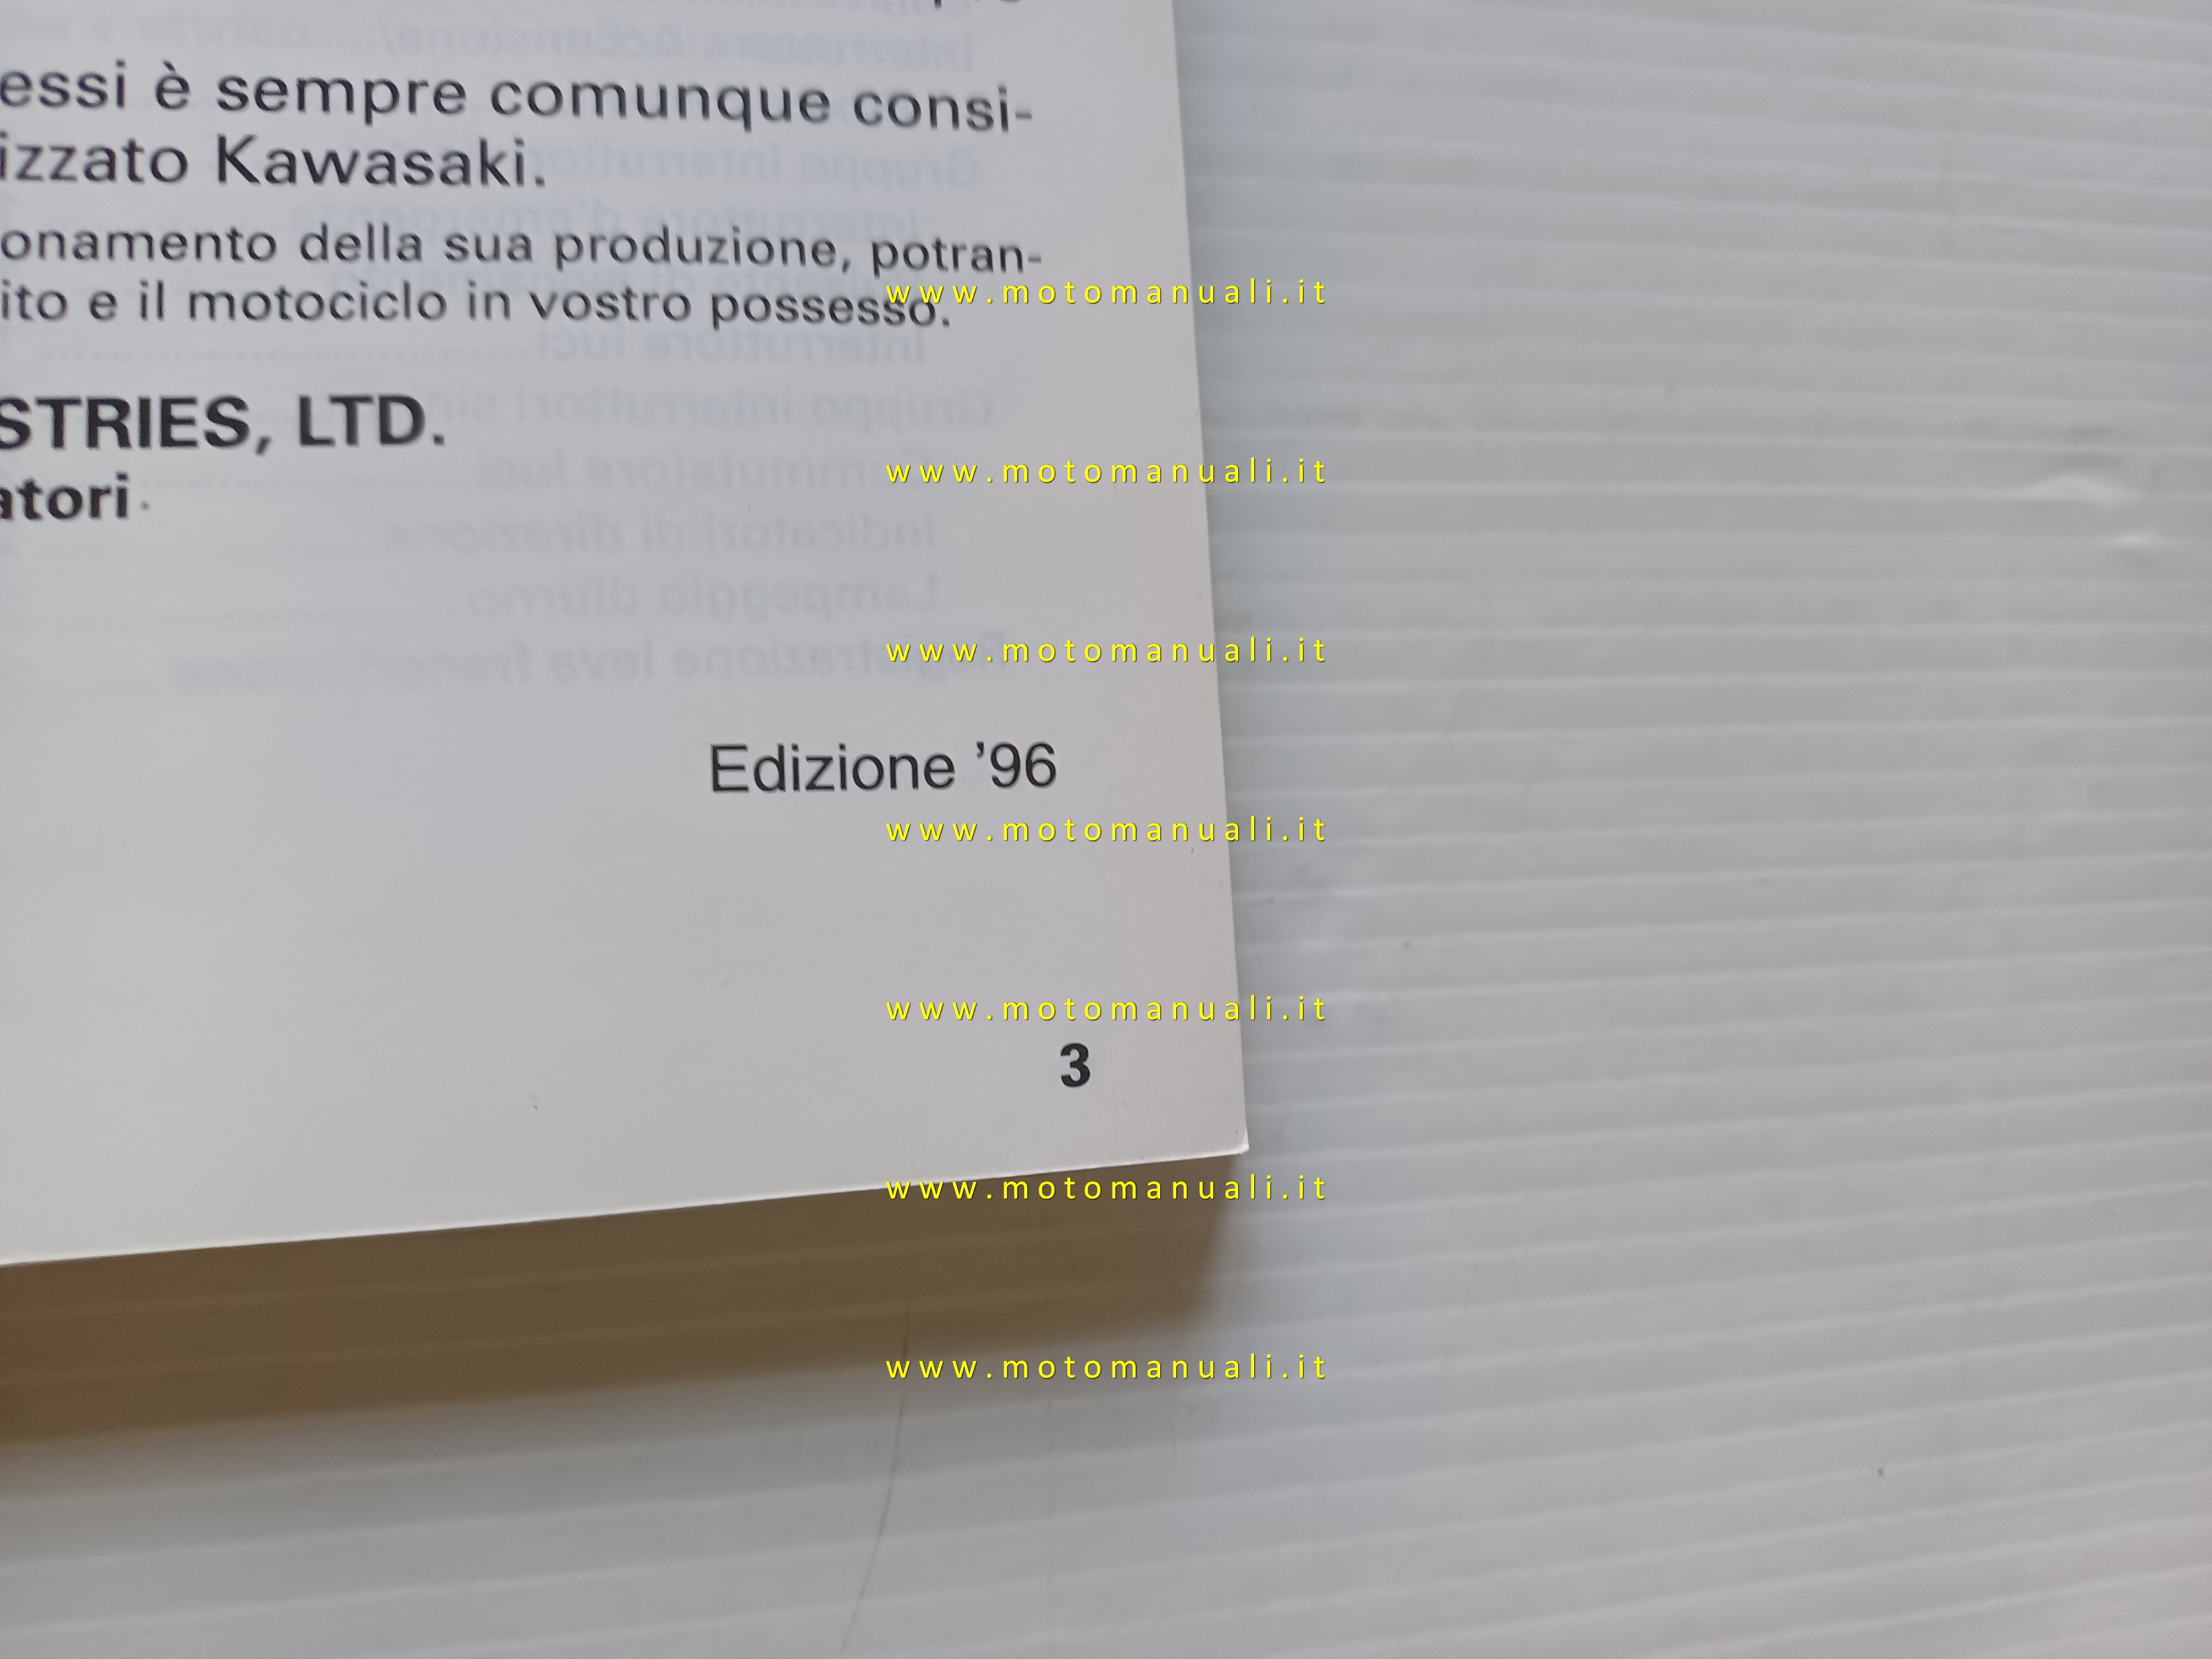 essi è sempre comunque consi-
izzato Kawasaki.
onamento della sua produzione, potran-
ito e il motociclo in vostro possesso.
STRIES, LTD.
atori
Edizione '96
3
www.motomanuali.it
www.motomanuali.it
www.motomanuali.it
www.motomanuali.it
www.motomanuali.it
www.motomanuali.it
www.motomanuali.it